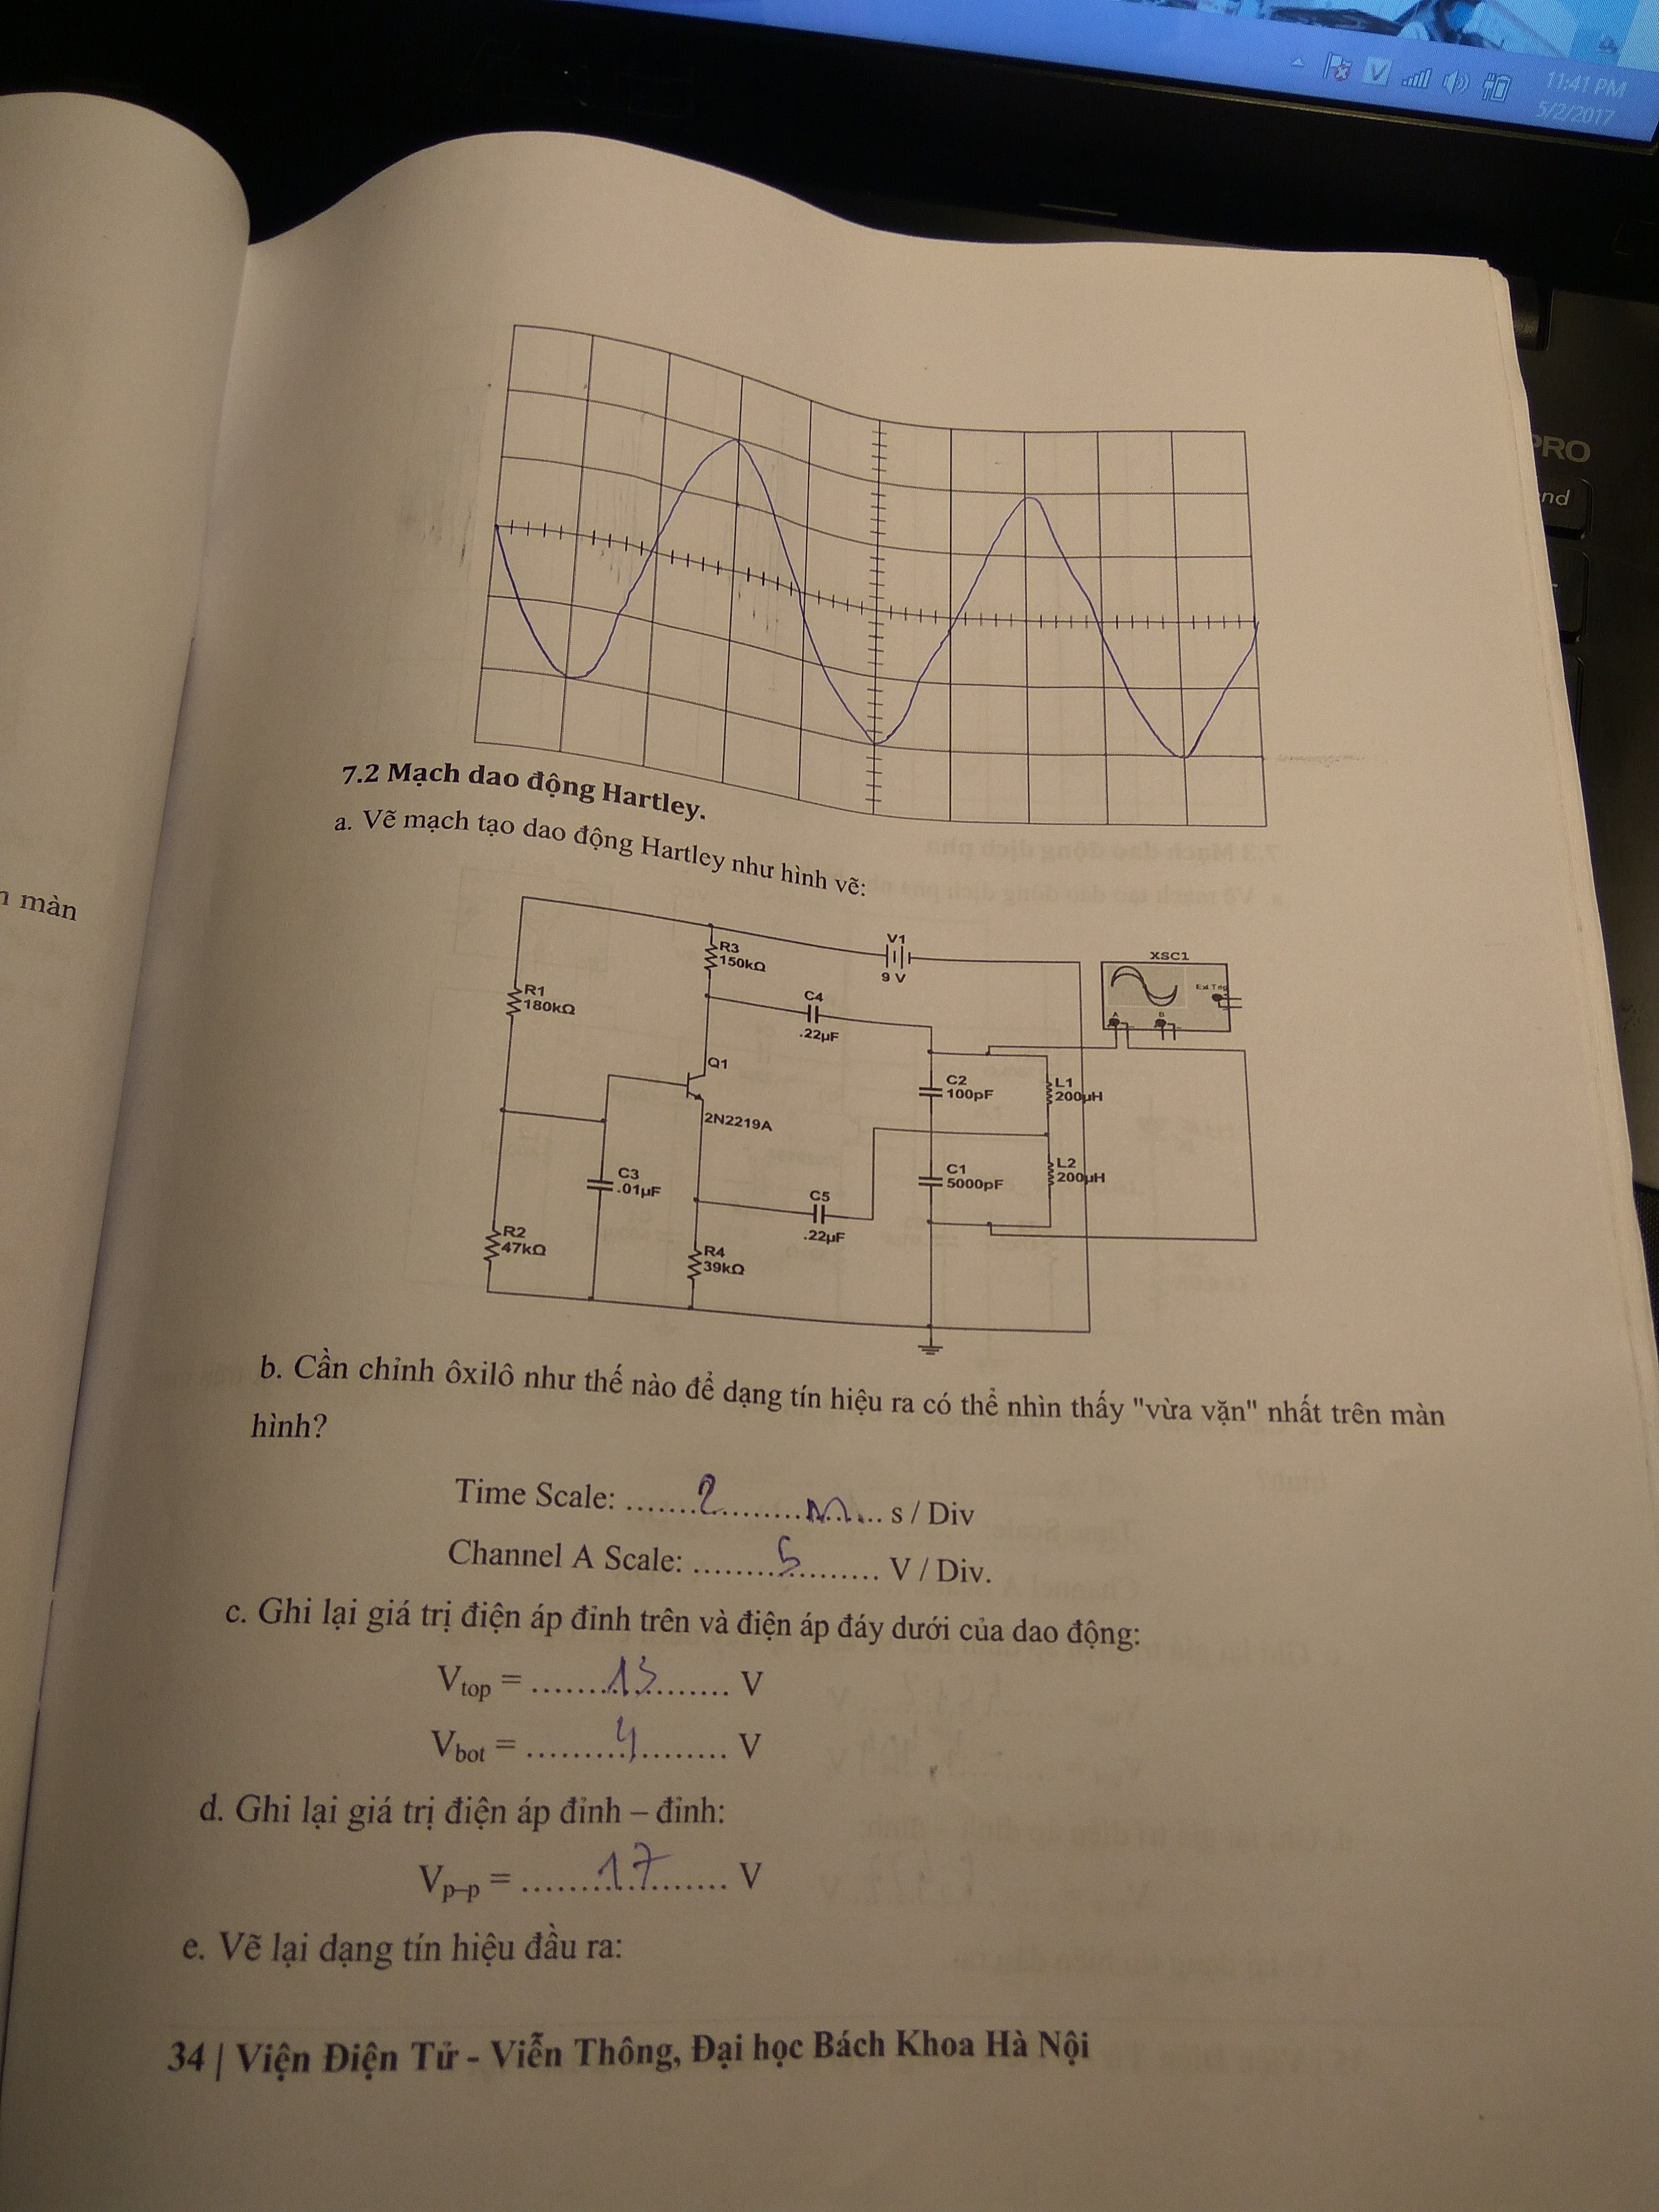 11:41 PM
5/2/2017
PRO
nd
màn
7.2 Mạch dao động Hartley.
a. Vẽ mạch tạo dao động Hartley như hình vẽ:
V1
9 V
R3
150kΩ
XSC1
Ext Trig
A
B
R1
180kΩ
C4
.22µF
Q1
2N2219A
C2
100pF
L1
200µH
C3
.01µF
C5
.22µF
C1
5000pF
L2
200µH
R2
47kΩ
R4
39kΩ
b. Cần chỉnh ôxilô như thế nào để dạng tín hiệu ra có thể nhìn thấy "vừa vặn" nhất trên màn
hình?
Time Scale: .......2...........m.... s / Div
Channel A Scale: .........5.......... V / Div.
c. Ghi lại giá trị điện áp đỉnh trên và điện áp đáy dưới của dao động:
Vtop = ........13.......... V
Vbot = .........4......... V
d. Ghi lại giá trị điện áp đỉnh – đỉnh:
Vp–p = ........17......... V
e. Vẽ lại dạng tín hiệu đầu ra:
34 | Viện Điện Tử - Viễn Thông, Đại học Bách Khoa Hà Nội